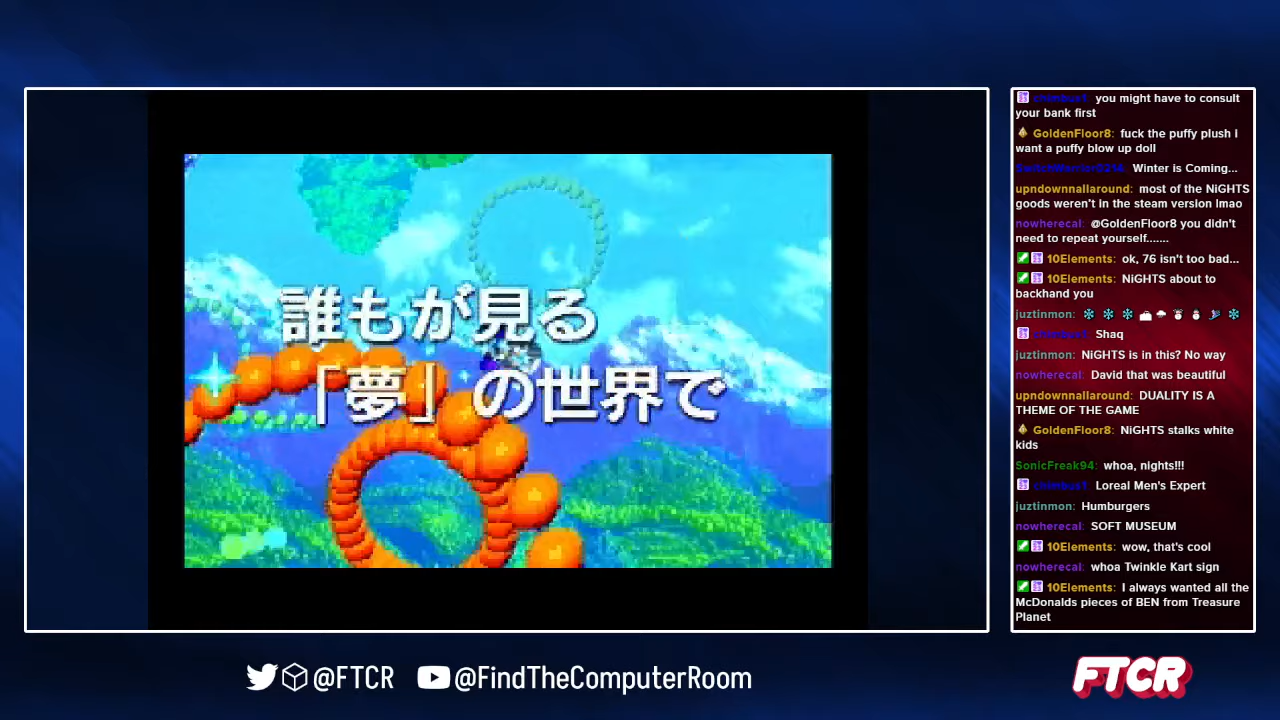 誰もが見る
「夢」の世界で
you might have to consult
your bank first
GoldenFloor8: fuck the puffy plush I
want a puffy blow up doll
SwitchWarrior0214: Winter is Coming...
upndownnallaround: most of the NiGHTS
goods weren't in the steam version lmao
nowherecal: @GoldenFloor8 you didn't
need to repeat yourself.......
10Elements: ok, 76 isn't too bad...
10Elements: NiGHTS about to
backhand you
juztinmon:
Shaq
juztinmon: NiGHTS is in this? No way
nowherecal: David that was beautiful
upndownnallaround: DUALITY IS A
THEME OF THE GAME
GoldenFloor8: NiGHTS stalks white
kids
SonicFreak94: whoa, nights!!!
Loreal Men's Expert
juztinmon: Humburgers
nowherecal: SOFT MUSEUM
10Elements: wow, that's cool
nowherecal: whoa Twinkle Kart sign
10Elements: I always wanted all the
McDonalds pieces of BEN from Treasure
Planet
@FTCR @FindTheComputerRoom
FTCR